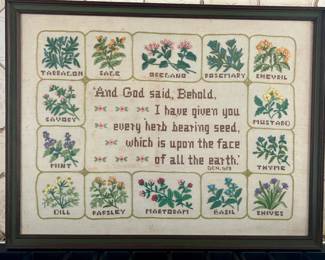 TARRAGON SAGE OREGANO ROSEMARY CHERVIL
"And God said, Behold,
I have given you
SAVORY
every herb bearing seed,
MUSTARD
which is upon the face
MINT
of all the earth."
THYME
GEN. 1:29
DILL PARSLEY MARJORAM BASIL CHIVES